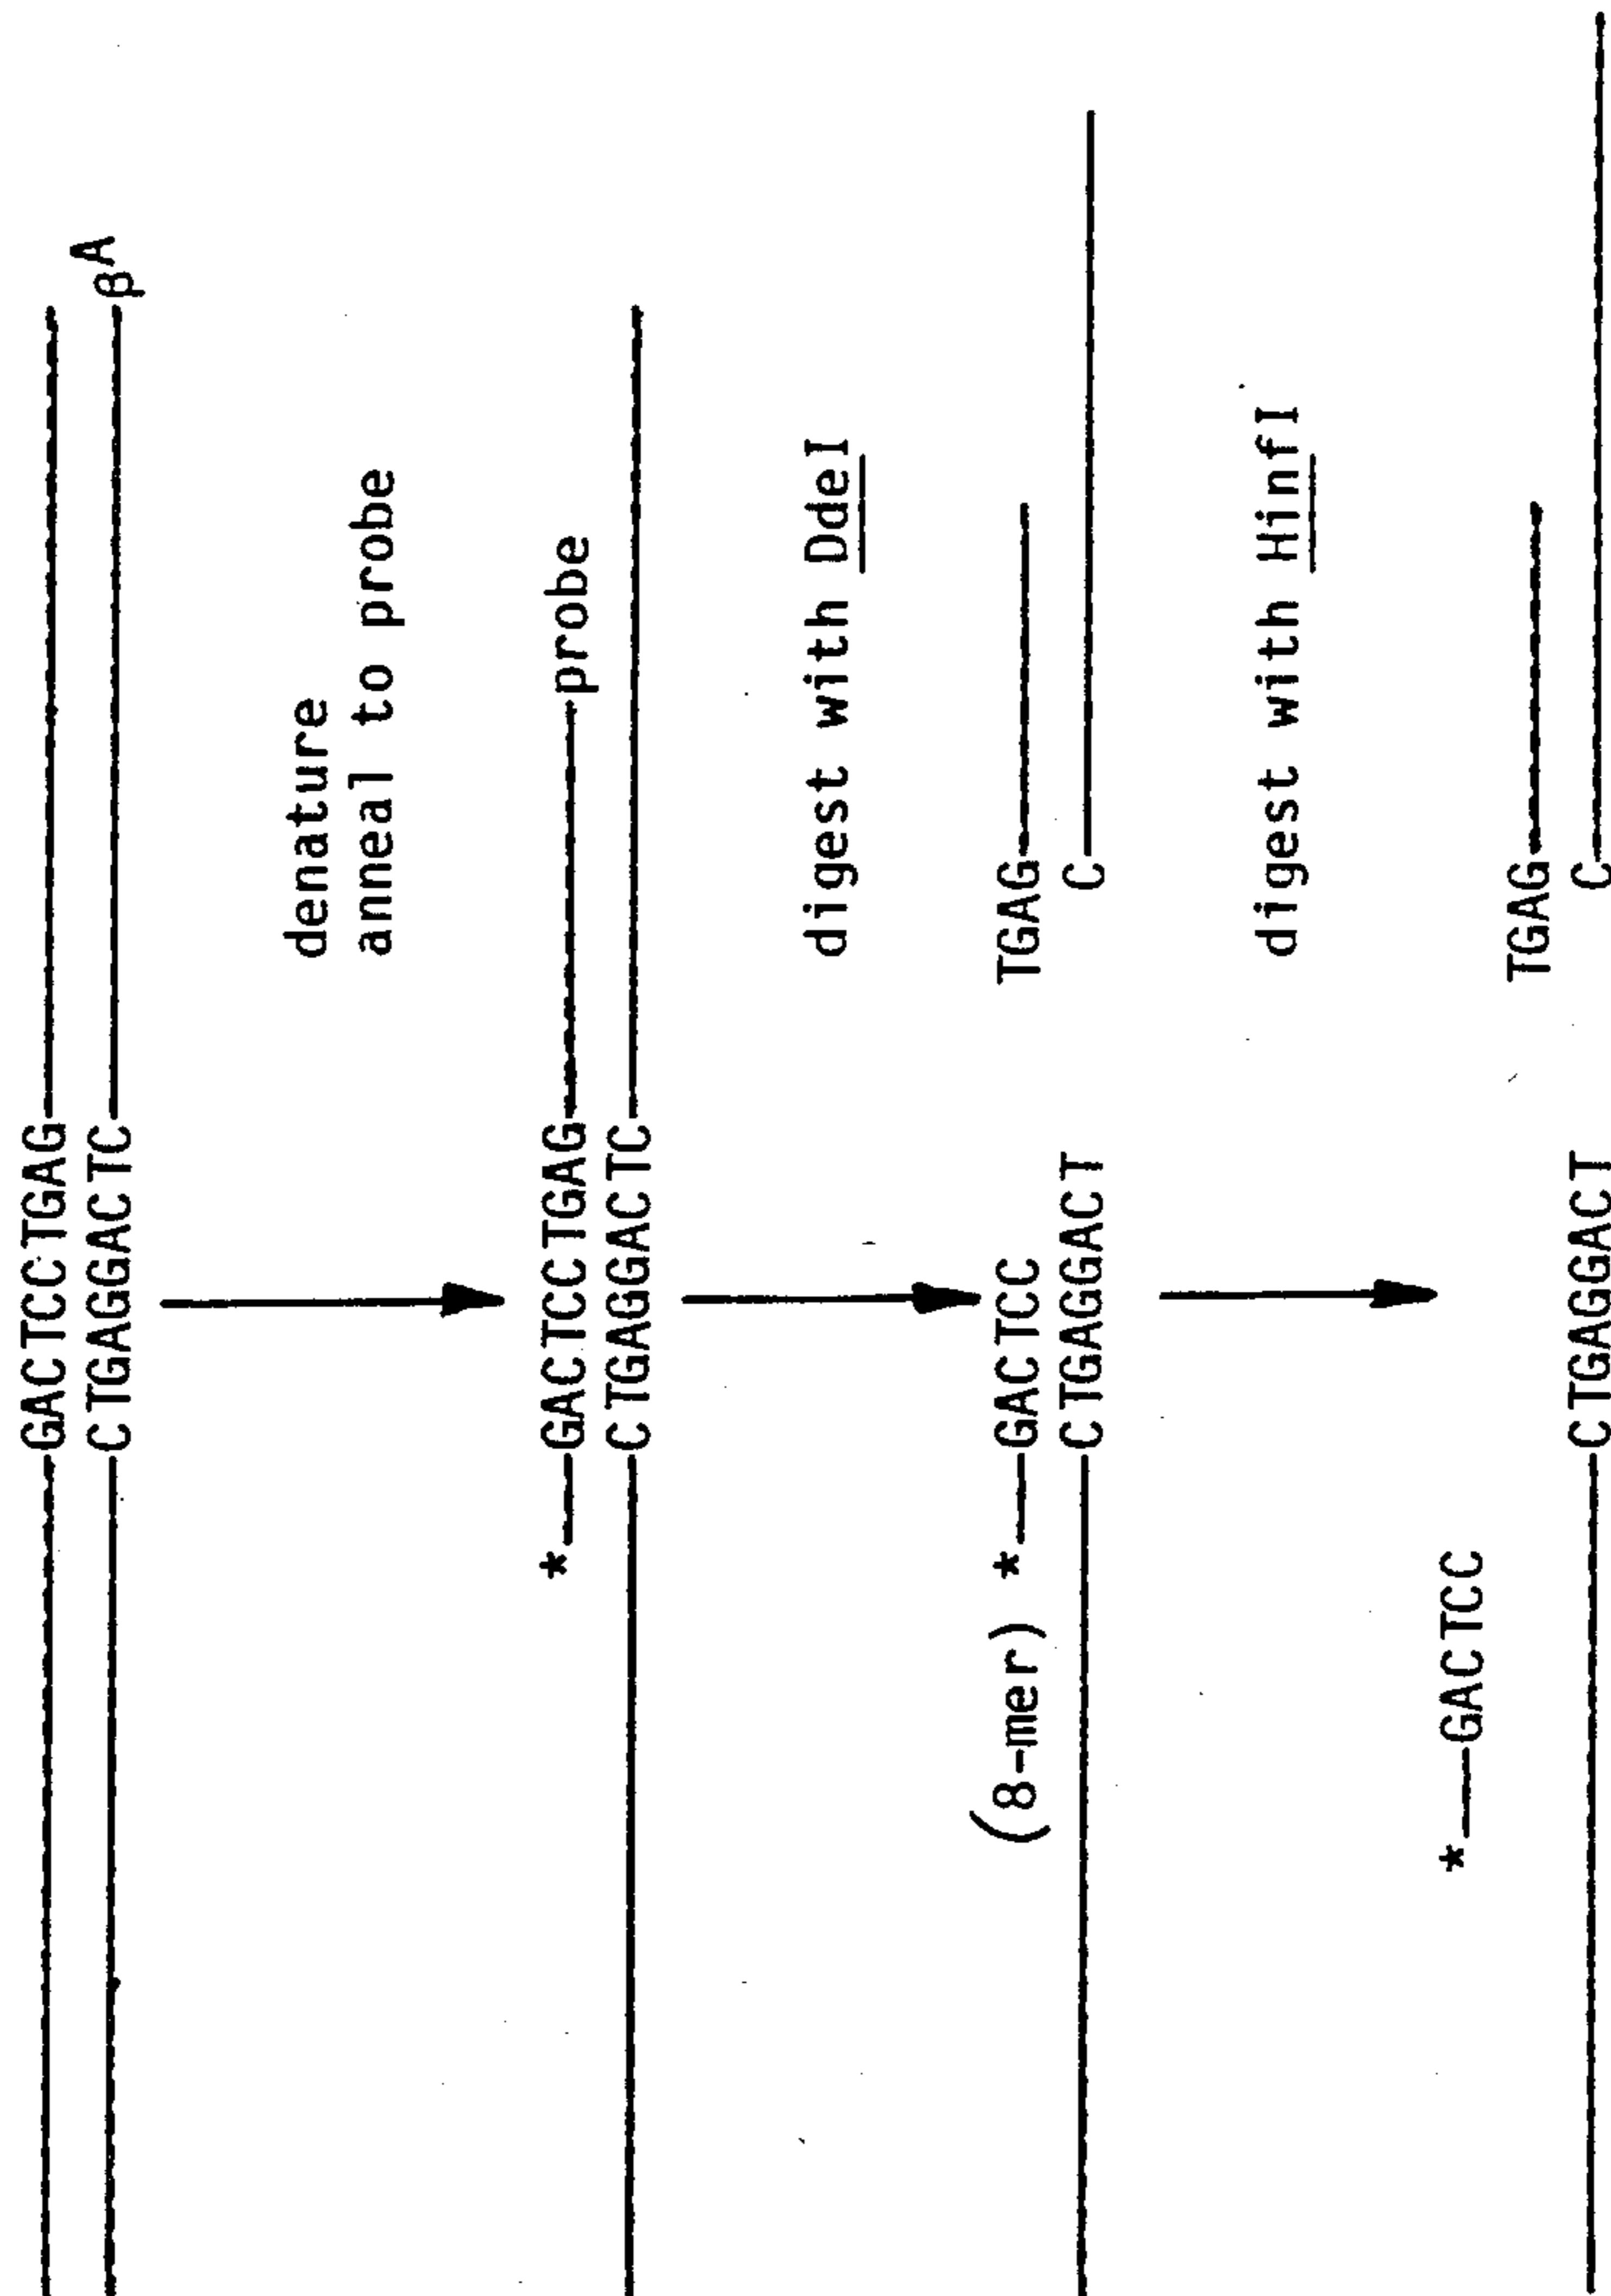 GACTCCTGAG
CTGAGGACTC β^A
denature
anneal to probe
*—GACTCCTGAG—probe
CTGAGGACTC
digest with DdeI
(8-mer) *—GACTCC TGAG
CTGAGGACT C
digest with HinfI
*—GACTCC
TGAG
CTGAGGACT C